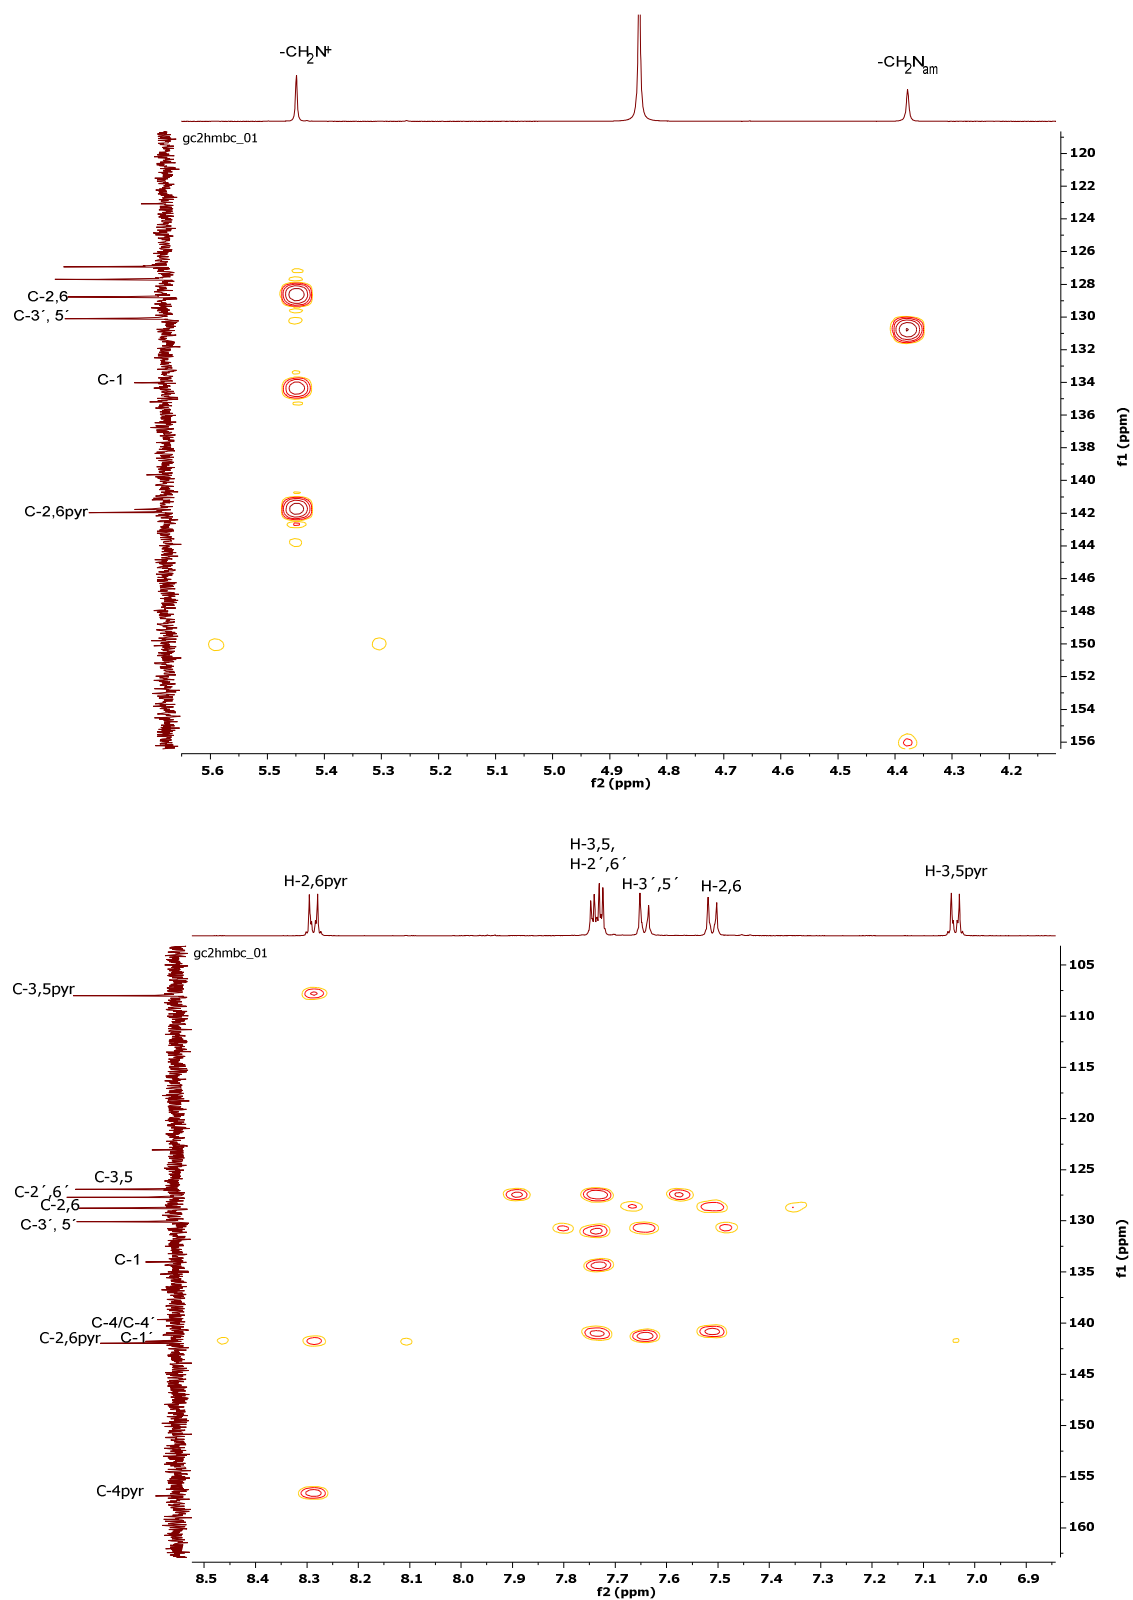 -CH2N+
-CH2Nam
gc2hmbc_01
C-2,6
C-3´, 5´
C-1
C-2,6pyr
120
122
124
126
128
130
132
134
136
138
140
142
144
146
148
150
152
154
156
f1 (ppm)
5.6 5.5 5.4 5.3 5.2 5.1 5.0 4.9 4.8 4.7 4.6 4.5 4.4 4.3 4.2
f2 (ppm)
H-3,5,
H-2´,6´
H-2,6pyr
H-3´,5´
H-2,6
H-3,5pyr
gc2hmbc_01
C-3,5pyr
C-3,5
C-2´,6´
C-2,6
C-3´, 5´
C-1
C-4/C-4´
C-2,6pyr C-1´
C-4pyr
105
110
115
120
125
130
135
140
145
150
155
160
f1 (ppm)
8.5 8.4 8.3 8.2 8.1 8.0 7.9 7.8 7.7 7.6 7.5 7.4 7.3 7.2 7.1 7.0 6.9
f2 (ppm)